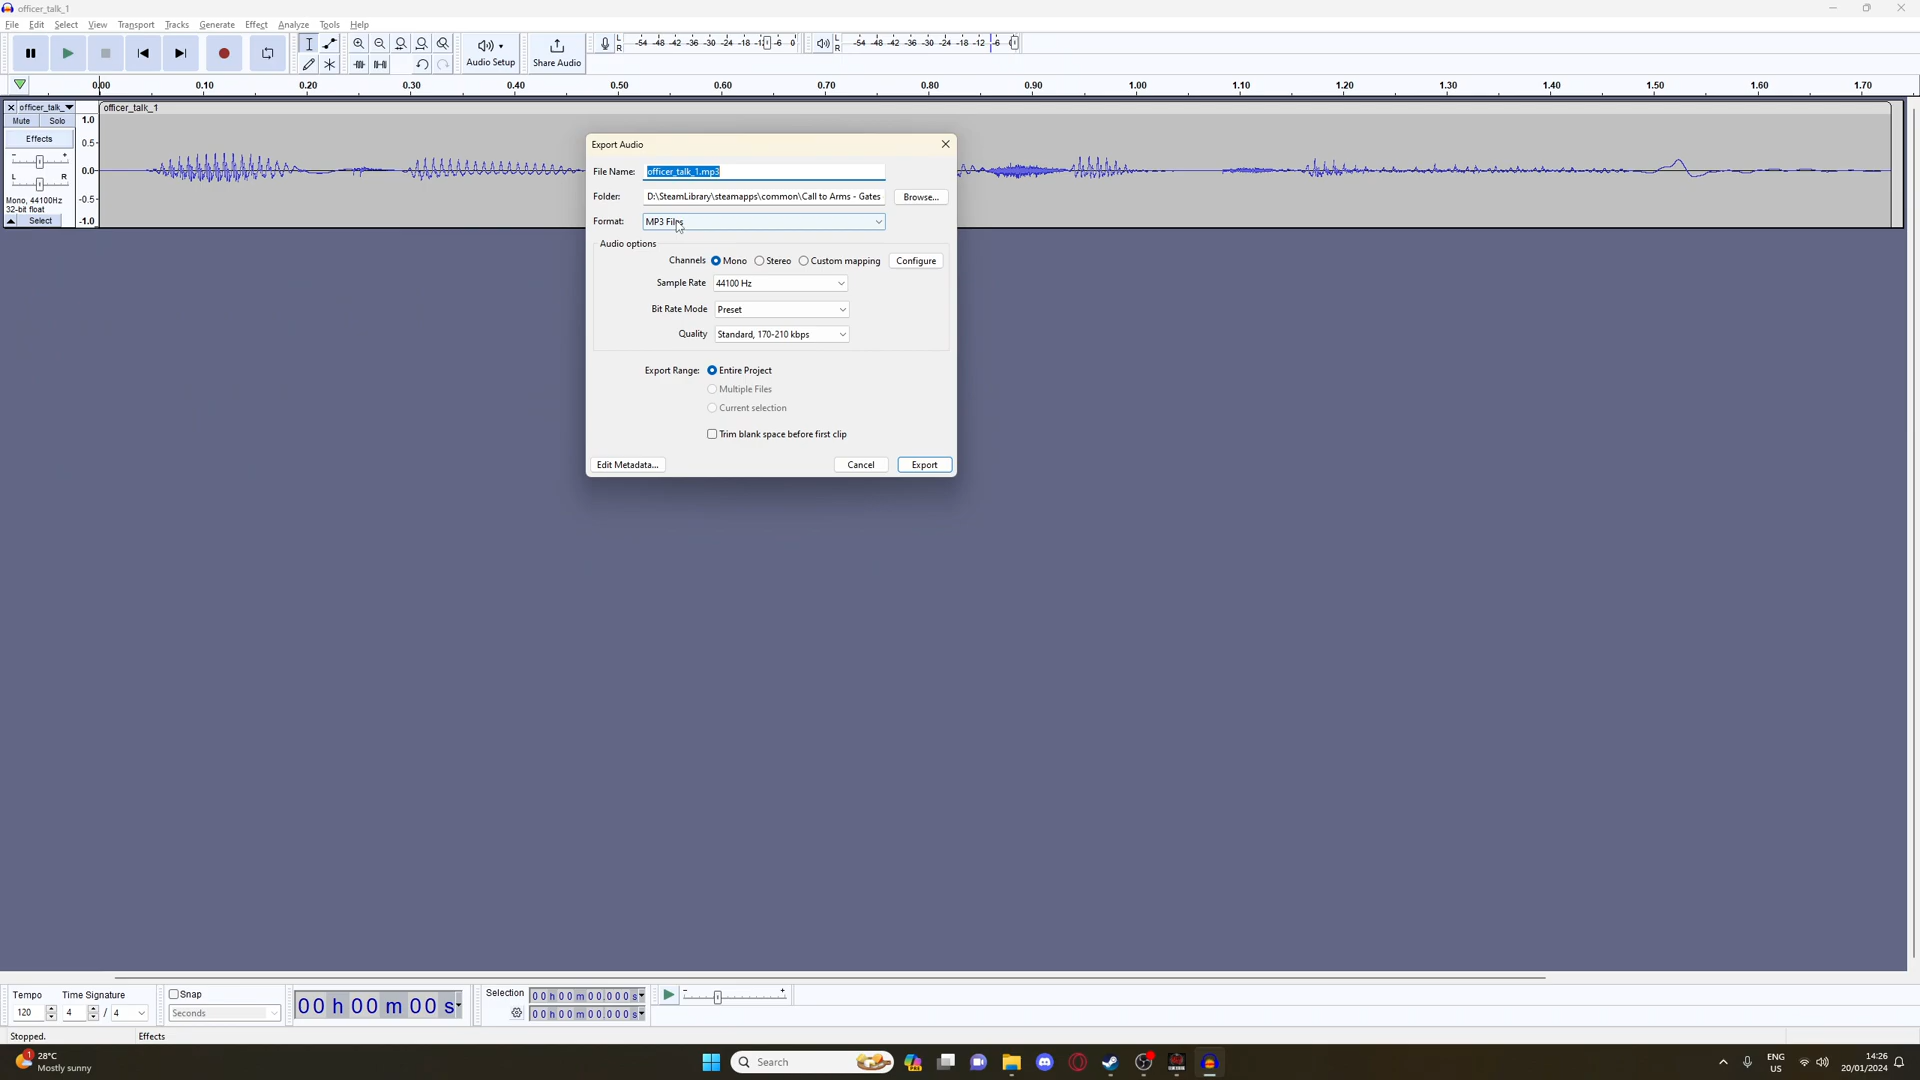 officer_talk_1
File Edit Select View Transport Tracks Generate Effect Analyze Tools Help
Audio Setup
Share Audio
L
R
-54 -48 -42 -36 -30 -24 -18 -12 -6 0
L
R
-54 -48 -42 -36 -30 -24 -18 -12 -6
0.00 0.10 0.20 0.30 0.40 0.50 0.60 0.70 0.80 0.90 1.00 1.10 1.20 1.30 1.40 1.50 1.60 1.70
officer_talk_
officer_talk_1
Mute Solo
Effects
- +
L R
Mono, 44100Hz
32-bit float
Select
1.0
0.5
0.0
-0.5
-1.0
Export Audio
File Name: officer_talk_1.mp3
Folder: D:\SteamLibrary\steamapps\common\Call to Arms - Gates Browse...
Format: MP3 Files
Audio options
Channels Mono Stereo Custom mapping Configure
Sample Rate 44100 Hz
Bit Rate Mode Preset
Quality Standard, 170-210 kbps
Export Range: Entire Project
Multiple Files
Current selection
Trim blank space before first clip
Edit Metadata... Cancel Export
Tempo Time Signature
120 4 / 4
Snap
Seconds
00 h 00 m 00 s
Selection
00 h 00 m 00.000 s
00 h 00 m 00.000 s
- +
Stopped. Effects
1
28°C
Mostly sunny
Search
PRE
ENG
US
14:26
20/01/2024